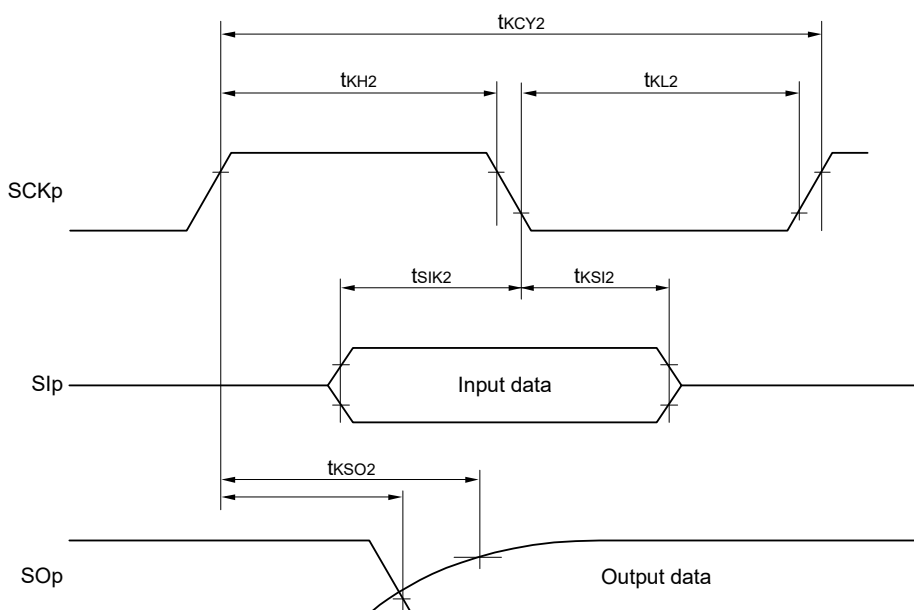 tKCY2
tKH2
tKL2
SCKp
tSIK2
tKSI2
SIp
Input data
tKSO2
SOp
Output data